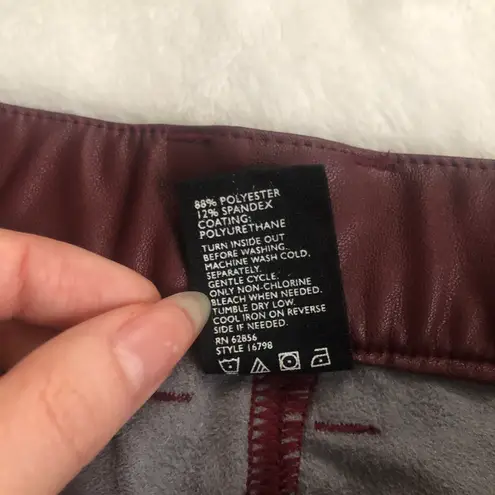 88% POLYESTER
12% SPANDEX
COATING:
POLYURETHANE
TURN INSIDE OUT
BEFORE WASHING.
MACHINE WASH COLD.
SEPARATELY.
GENTLE CYCLE.
ONLY NON-CHLORINE
BLEACH WHEN NEEDED.
TUMBLE DRY LOW.
COOL IRON ON REVERSE
SIDE IF NEEDED.
RN 62856
STYLE 16798